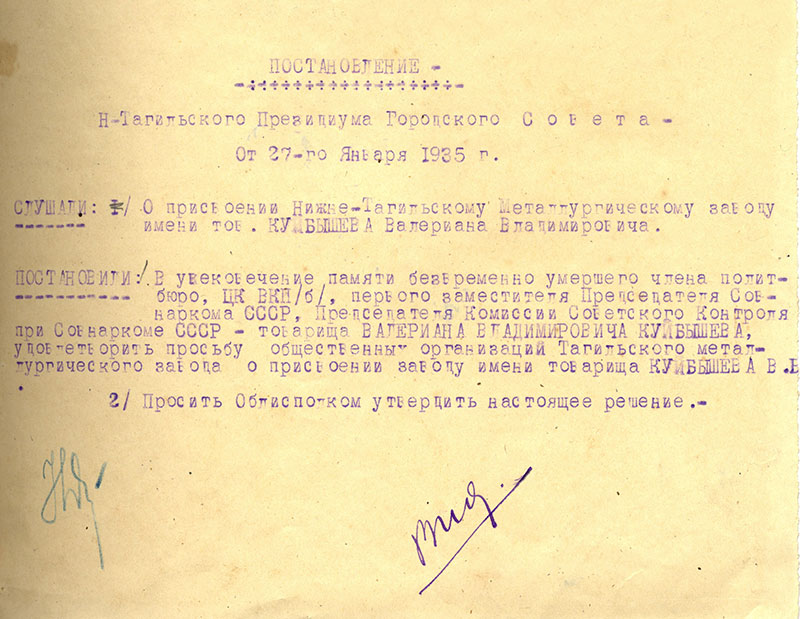 ПОСТАНОВЛЕНИЕ -
Н-Тагильского Президиума Городского Совета -
От 27-го Января 1935 г.
СЛУШАЛИ: 1/ О присвоении Нижне-Тагильскому Металлургическому заводу
имени тов. КУЙБЫШЕВА Валериана Владимировича.
ПОСТАНОВИЛИ:/ В увековечение памяти безвременно умершего члена полит-
бюро, ЦК ВКП/б/, первого заместителя Председателя Сов-
наркома СССР, Председателя Комиссии Советского Контроля
при Совнаркоме СССР - товарища ВАЛЕРИАНА ВЛАДИМИРОВИЧА КУЙБЫШЕВА,
удовлетворить просьбу общественных организаций Тагильского метал-
лургического завода о присвоении заводу имени товарища КУЙБЫШЕВА В.В
.
2/ Просить Облисполком утвердить настоящее решение.-